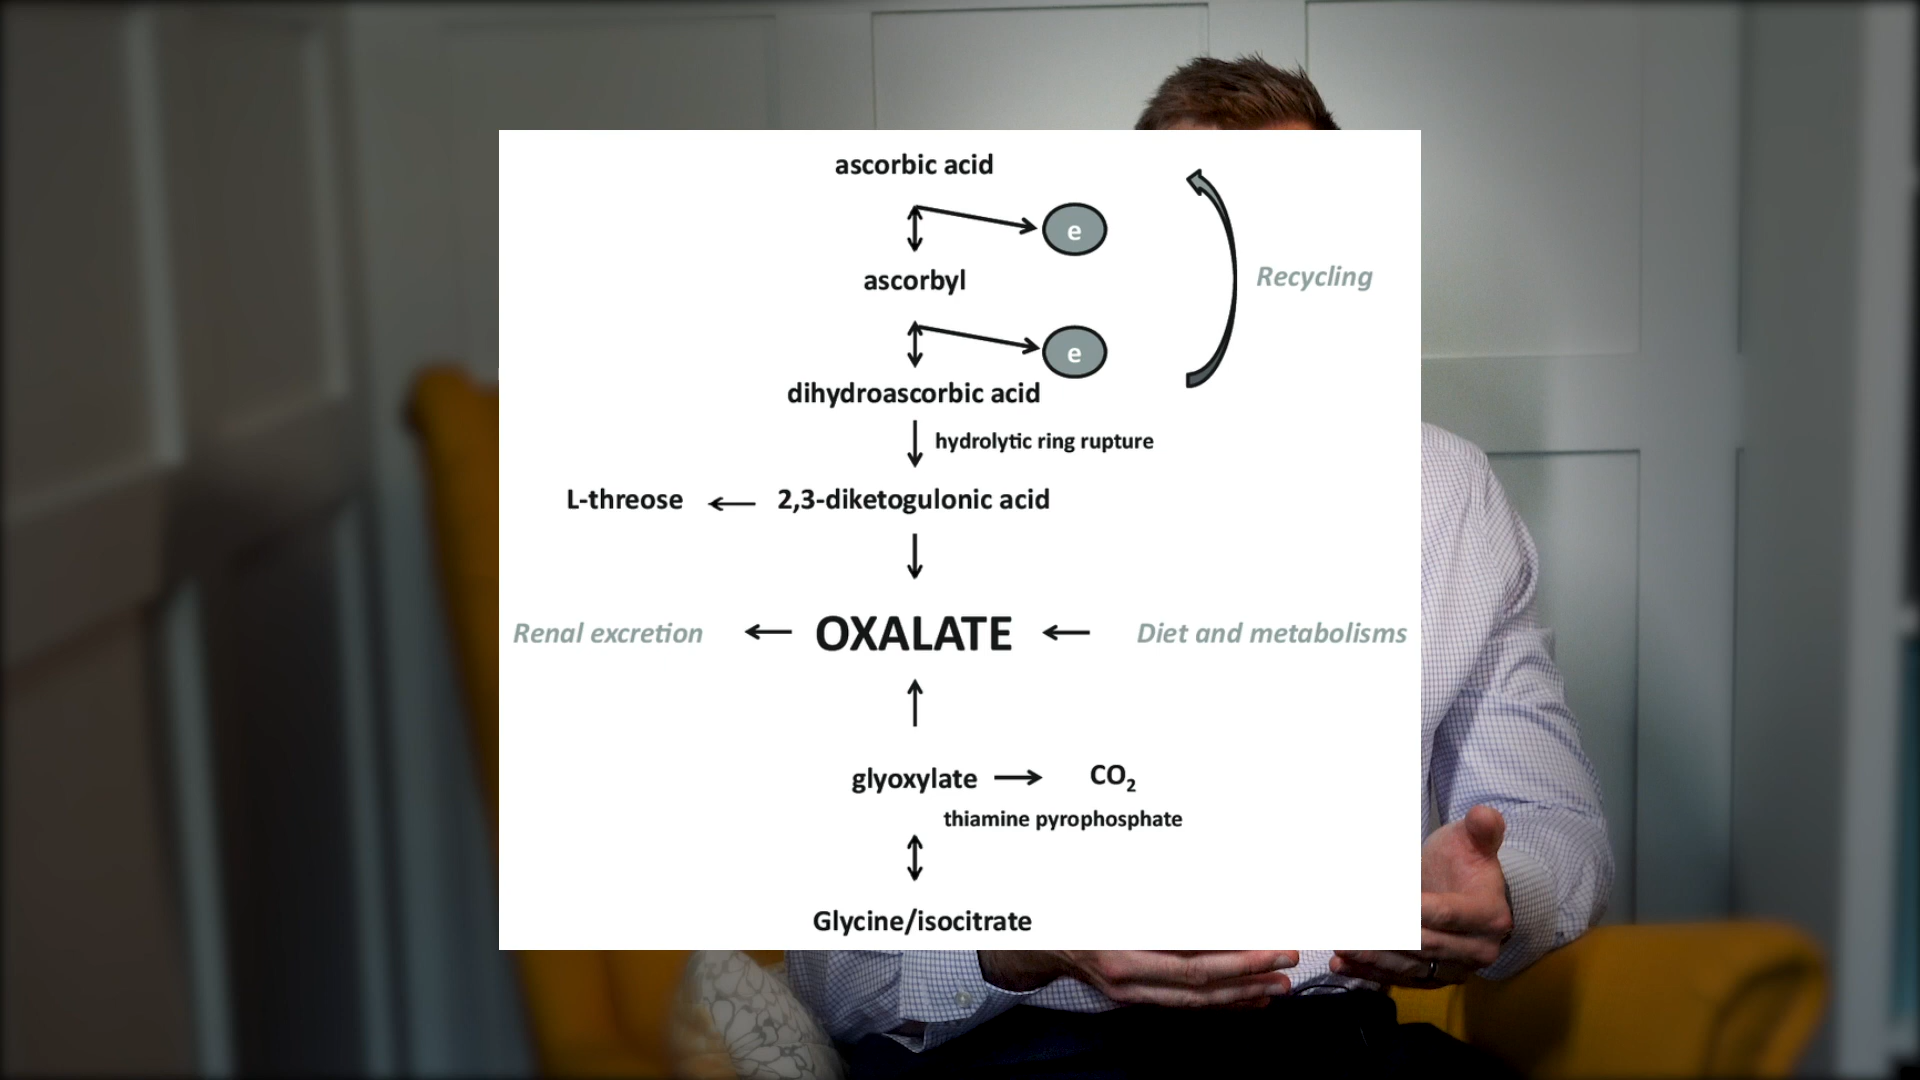 ascorbic acid
e
ascorbyl
Recycling
e
dihydroascorbic acid
hydrolytic ring rupture
L-threose
2,3-diketogulonic acid
Renal excretion
OXALATE
Diet and metabolisms
glyoxylate
CO₂
thiamine pyrophosphate
Glycine/isocitrate